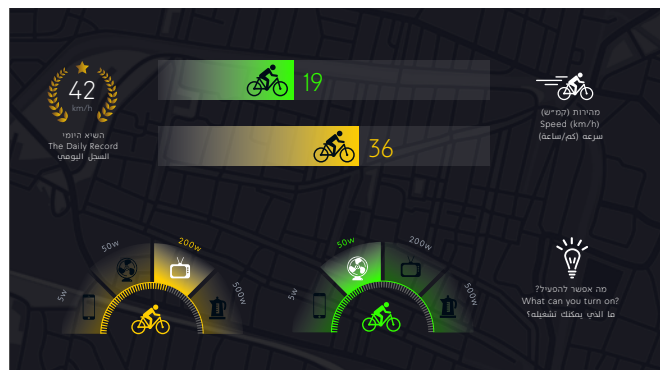 42
km/h
השיא היומי
The Daily Record
السجل اليومي
19
36
מהירות (קמ״ש)
Speed (km/h)
سرعه (كم/ساعة)
5w
50w
200w
500w
5w
50w
200w
500w
מה אפשר להפעיל?
What can you turn on?
ما الذي يمكنك تشغيله؟